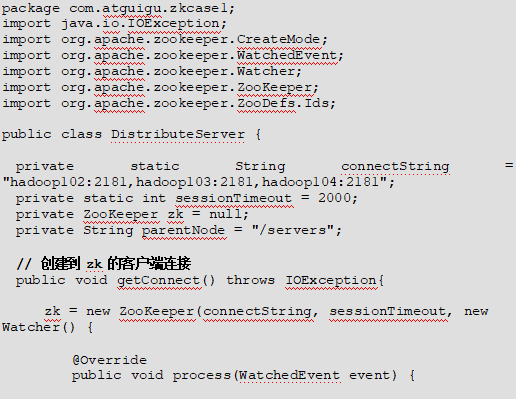 package com.atguigu.zkcasel;
import java.io.IOException;
import org.apache.zookeeper.CreateMode;
import org.apache.zookeeper.WatchedEvent;
import org.apache.zookeeper.Watcher;
import org.apache.zookeeper.ZooKeeper;
import org.apache.zookeeper.ZooDefs.Ids;
public class DistributeServer {
private static String connectString =
"hadoop102:2181,hadoop103:2181,hadoop104:2181";
private static int sessionTimeout = 2000;
private ZooKeeper zk = null;
private String parentNode = "/servers";
// 创建到 zk 的客户端连接
public void getConnect() throws IOException{
zk = new ZooKeeper(connectString, sessionTimeout, new
Watcher() {
@Override
public void process(WatchedEvent event) {